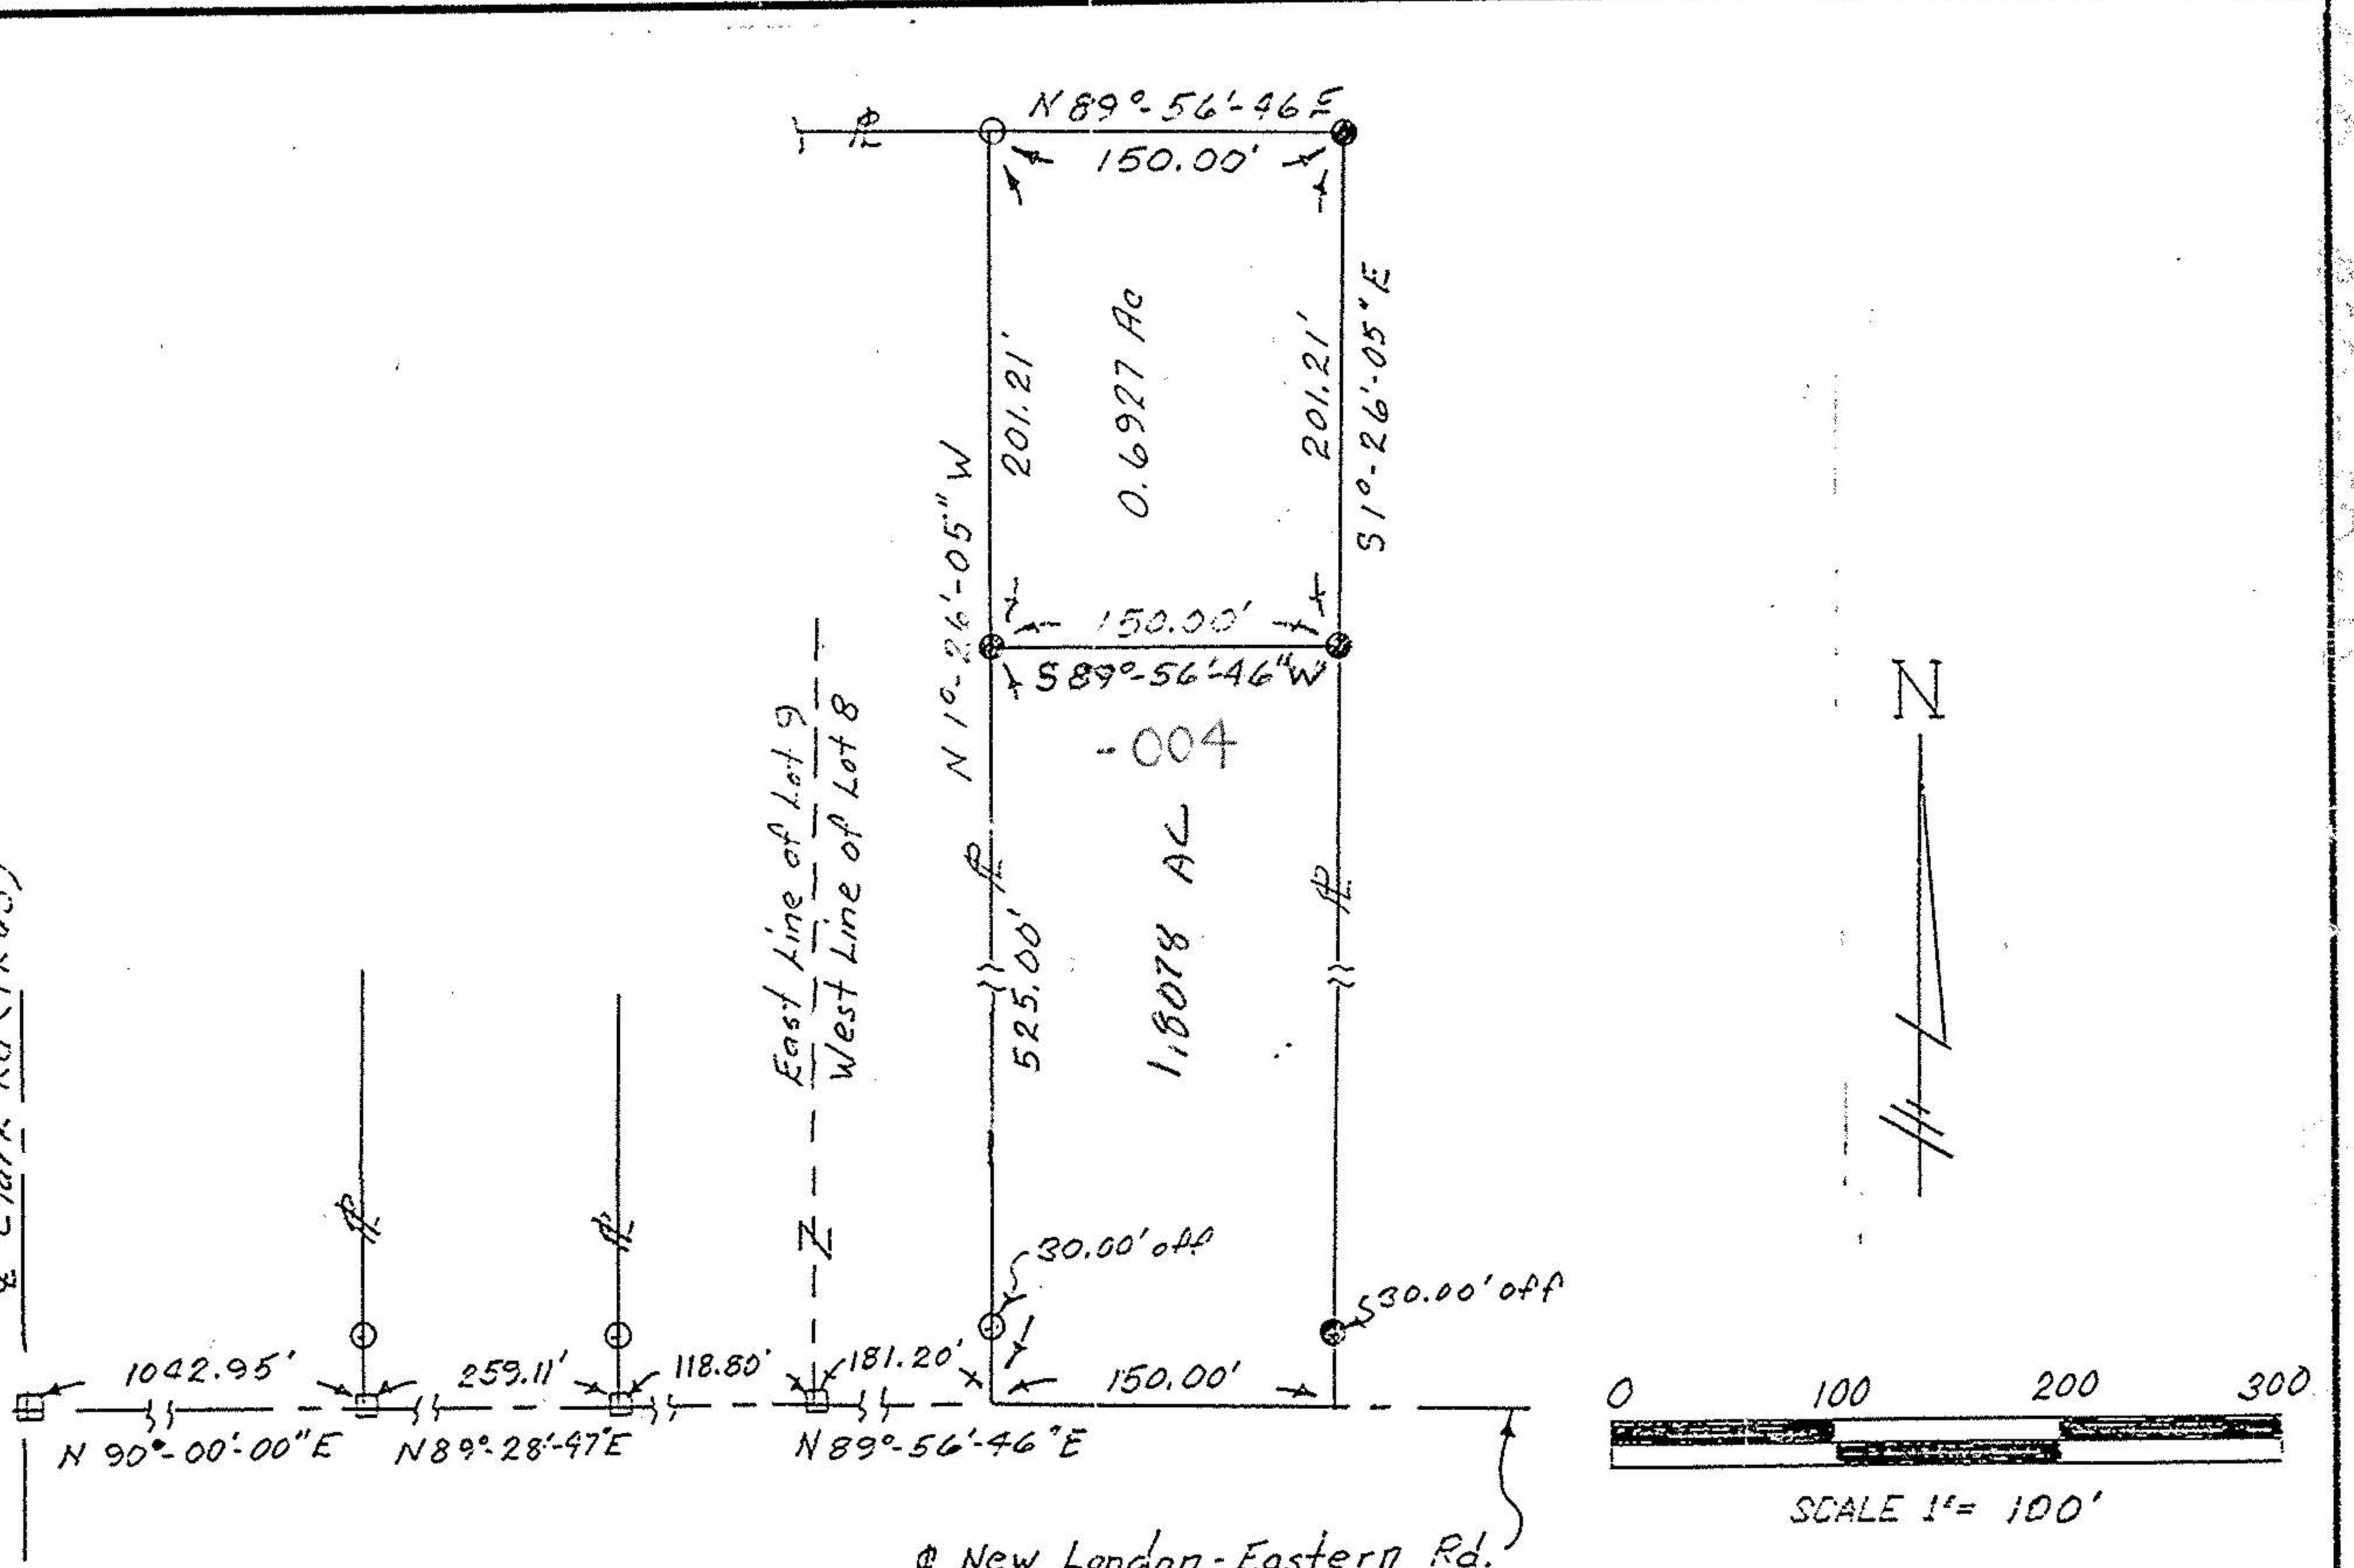 N 89°-56'-46 E
150.00'
201.21'
0.6927 Ac
201.21'
S 1°-26'-05" E
N 1°-26'-05" W
150.00'
S 89°-56'-46" W
-004
East Line of Lot 9
West Line of Lot 8
525.00'
1.8078 AC
N
30.00' off
30.00' off
1042.95'
259.11'
118.80'
181.20'
150.00'
N 90°-00'-00" E
N 89°-28'-47" E
N 89°-56'-46" E
0 100 200 300
SCALE 1"= 100'
℄ New London-Eastern Rd.